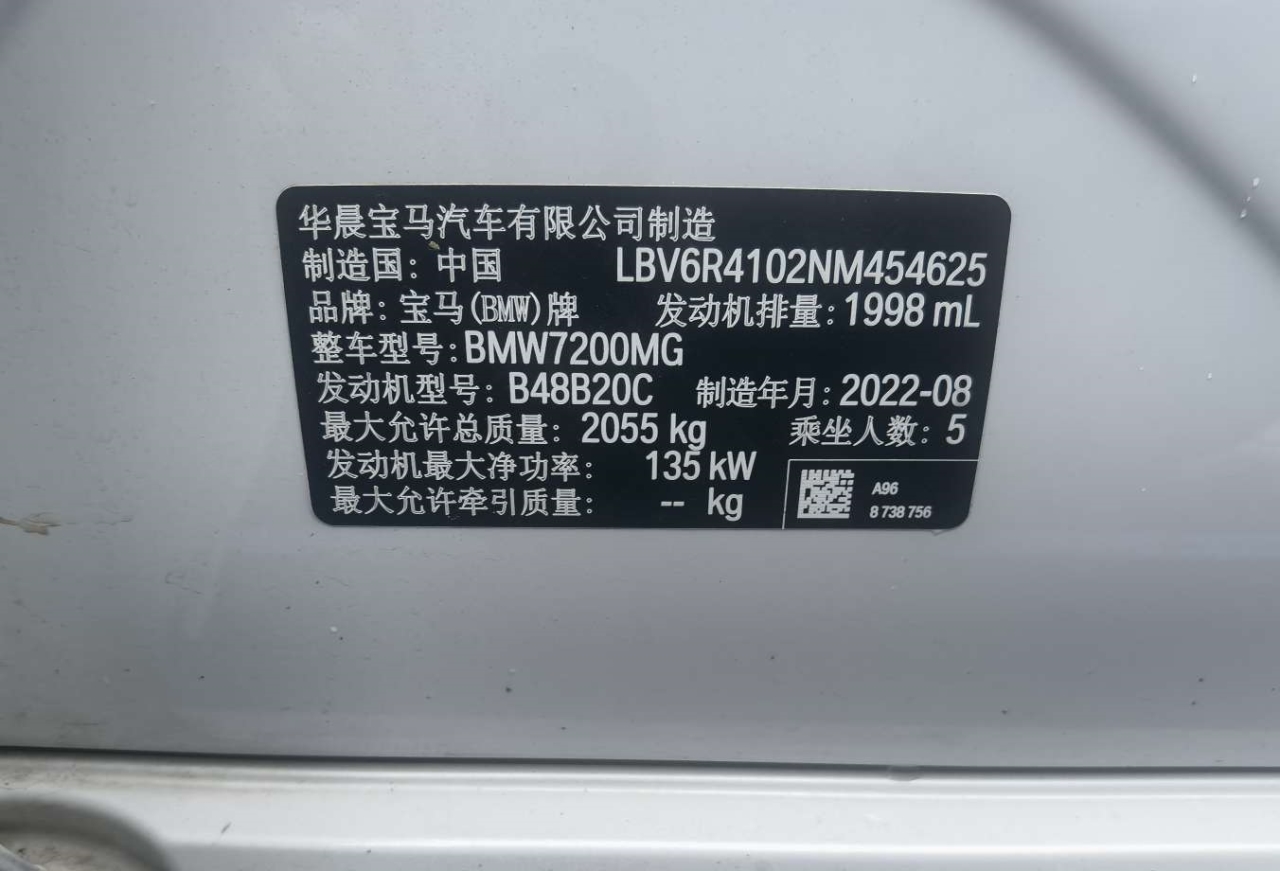 华晨宝马汽车有限公司制造
制造国：中国 LBV6R4102NM454625
品牌：宝马(BMW)牌 发动机排量：1998 mL
整车型号：BMW7200MG
发动机型号：B48B20C 制造年月：2022-08
最大允许总质量：2055 kg 乘坐人数：5
发动机最大净功率：135 kW
最大允许牵引质量：-- kg
A96
8 738 756